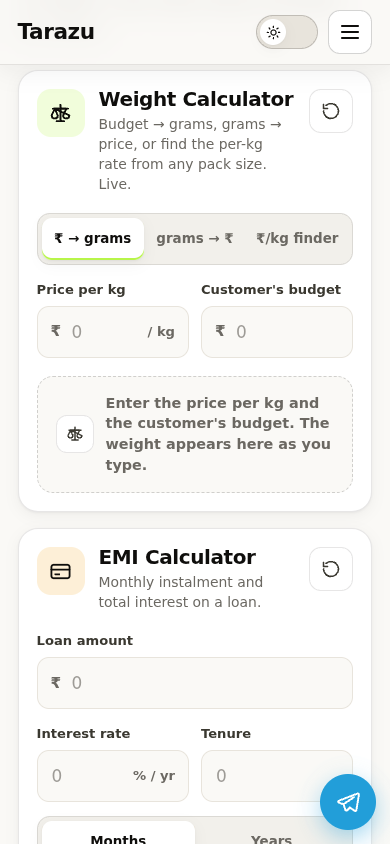 Tarazu
Weight Calculator
Budget → grams, grams →
price, or find the per-kg
rate from any pack size.
Live.
₹ → grams
grams → ₹
₹/kg finder
Price per kg
Customer's budget
₹ 0 / kg
₹ 0
Enter the price per kg and
the customer's budget. The
weight appears here as you
type.
EMI Calculator
Monthly instalment and
total interest on a loan.
Loan amount
₹ 0
Interest rate
Tenure
0 % / yr
0
Months
Years